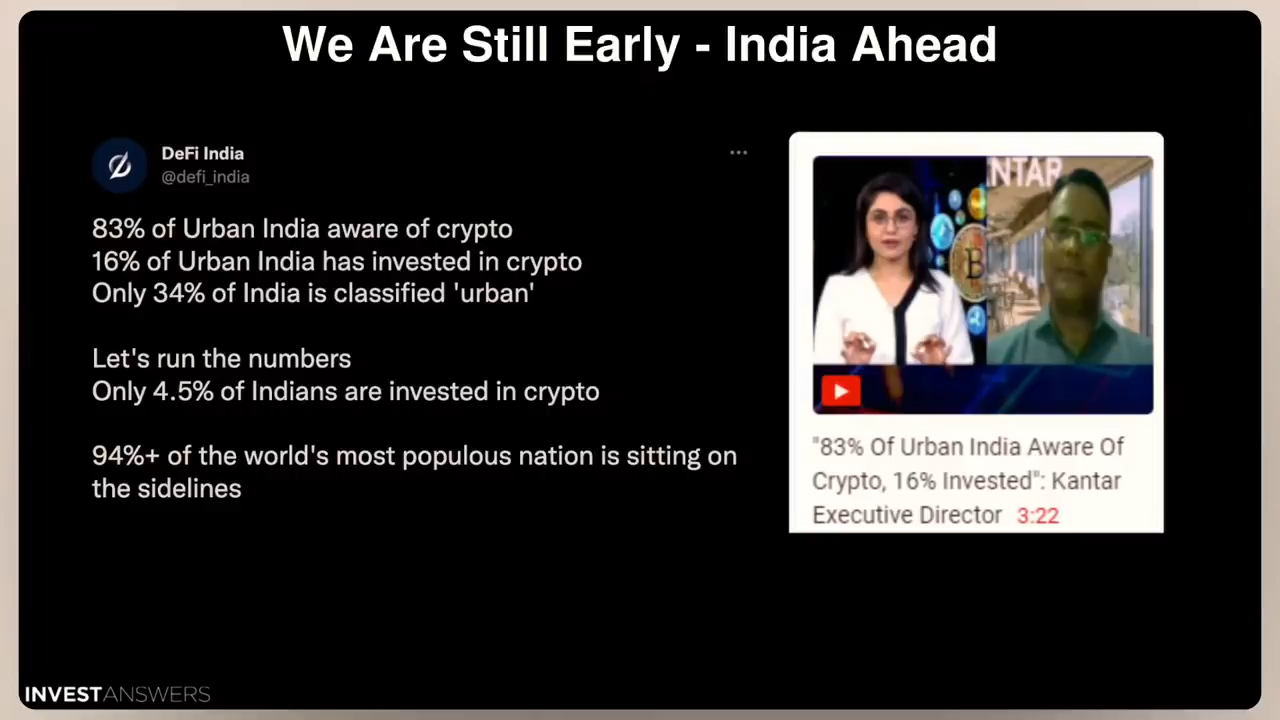 We Are Still Early - India Ahead
DeFi India
@defi_india
83% of Urban India aware of crypto
16% of Urban India has invested in crypto
Only 34% of India is classified 'urban'
Let's run the numbers
Only 4.5% of Indians are invested in crypto
94%+ of the world's most populous nation is sitting on
the sidelines
NTAR
"83% Of Urban India Aware Of
Crypto, 16% Invested": Kantar
Executive Director 3:22
INVESTANSWERS